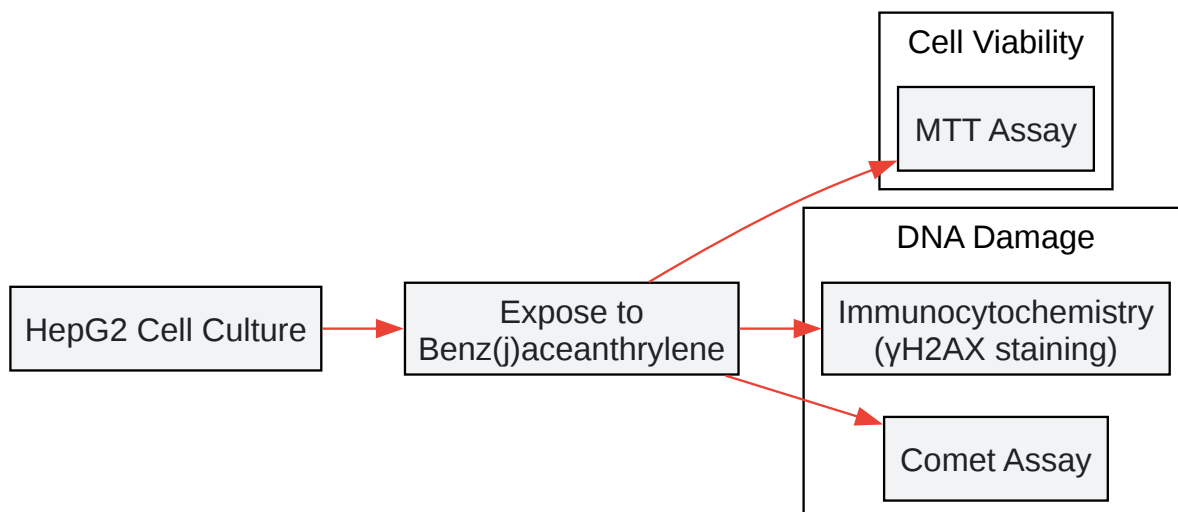 Cell Viability
MTT Assay
DNA Damage
HepG2 Cell Culture
Expose to
Benz(j)aceanthrylene
Immunocytochemistry
(γH2AX staining)
Comet Assay